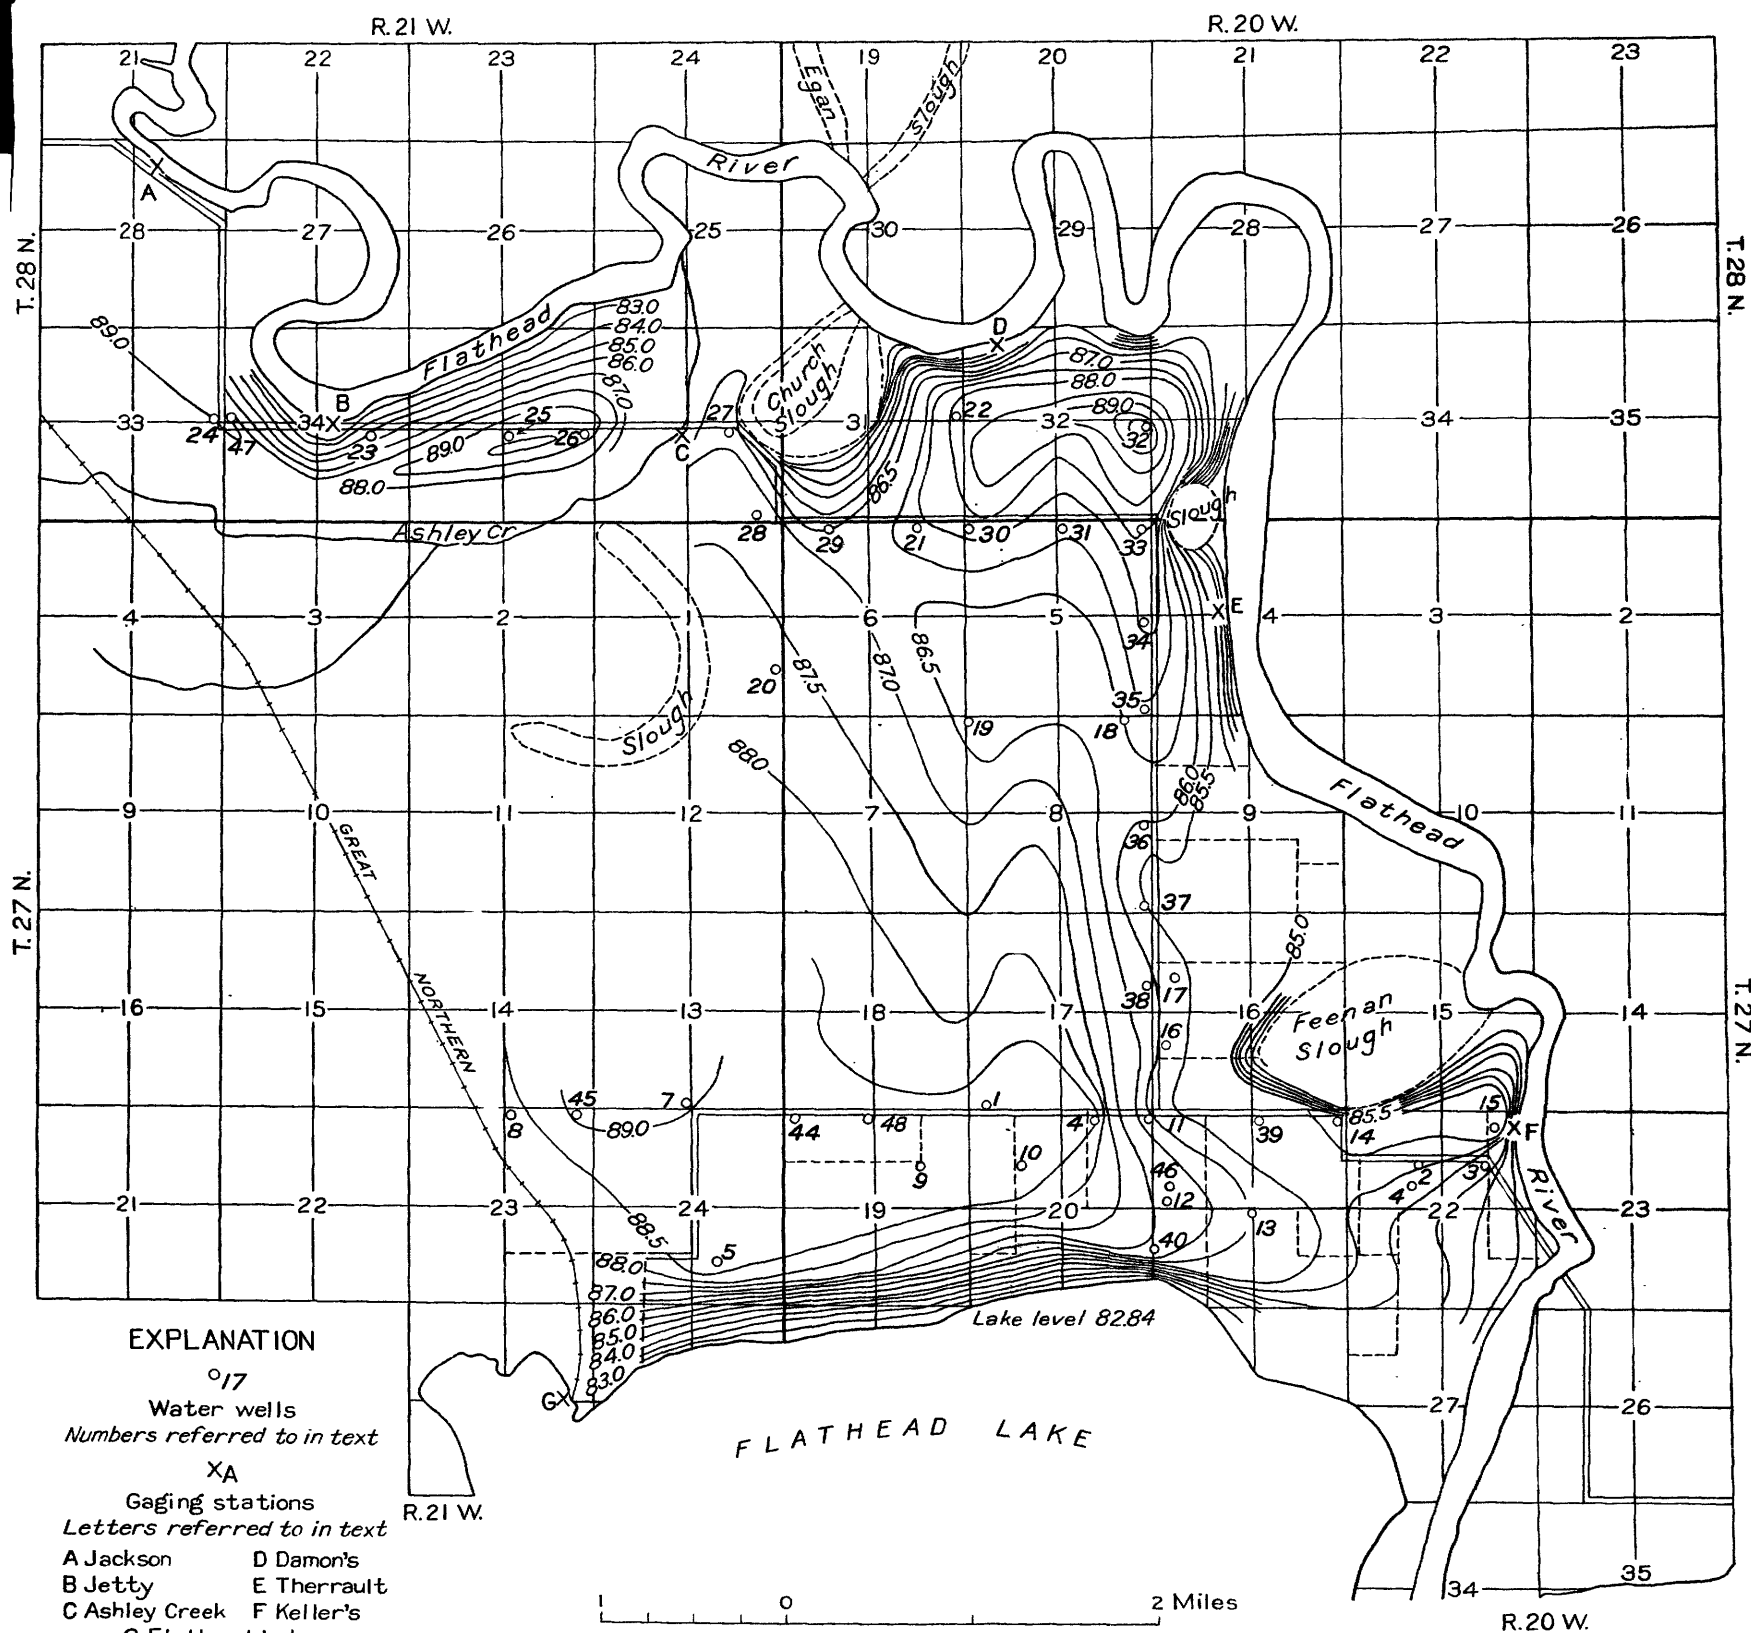 R. 21 W. R. 20 W.
21 22 23 24 19 20 21 22 23
Egan Slough
River
A
28 27 26 25 30 29 28 27 26
T. 28 N. T. 28 N.
83.0
84.0
85.0
86.0
87.0
89.0
Flathead
D
87.0
88.0
89.0
Church
Slough
B
33 34 25 27 3 22 32 34 35
24 47 23 89.0 26 C 32
88.0 86.5
Slough
Ashley Cr
28 29 21 30 31 33
4 3 2 1 6 5 E 4 3 2
34
20 87.5 87.0 86.5
35
Slough 19 18
88.0
86.0
85.5
Flathead
9 10 11 12 7 8 9 10 11
36
GREAT
T. 27 N.
37
85.0
NORTHERN
16 15 14 13 18 17 16 15 14
38 17
Feenan
Slough
T. 27 N.
16
45 7 1 85.5 15
8 89.0 44 48 4 11 39 14 F
10 46 2 3
9 12 4
River
21 22 23 24 19 20 13 22 23
88.5 5 40
88.0
87.0
86.0
85.0
84.0
83.0
Lake level 82.84
G
27 26
FLATHEAD LAKE
R. 21 W.
EXPLANATION
17
Water wells
Numbers referred to in text
XA
Gaging stations
Letters referred to in text
A Jackson D Damon's
B Jetty E Therrault
C Ashley Creek F Keller's
1 0 2 Miles
34 35
R. 20 W.